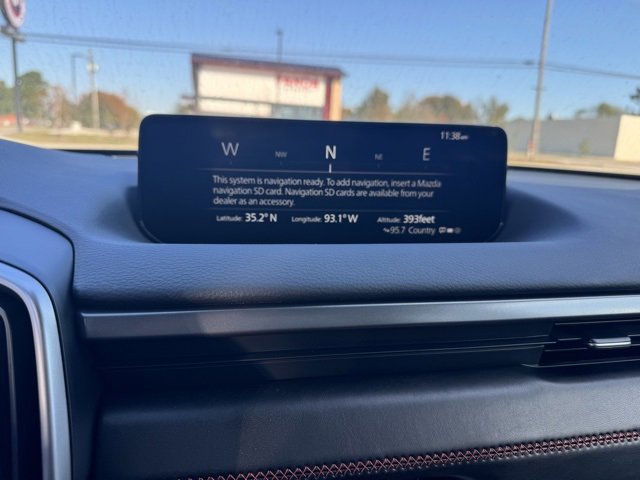 11:38 am
W NW N NE E
This system is navigation ready. To add navigation, insert a Mazda
navigation SD card. Navigation SD cards are available from your
dealer as an accessory.
Latitude: 35.2° N Longitude: 93.1° W Altitude: 393feet
95.7 Country